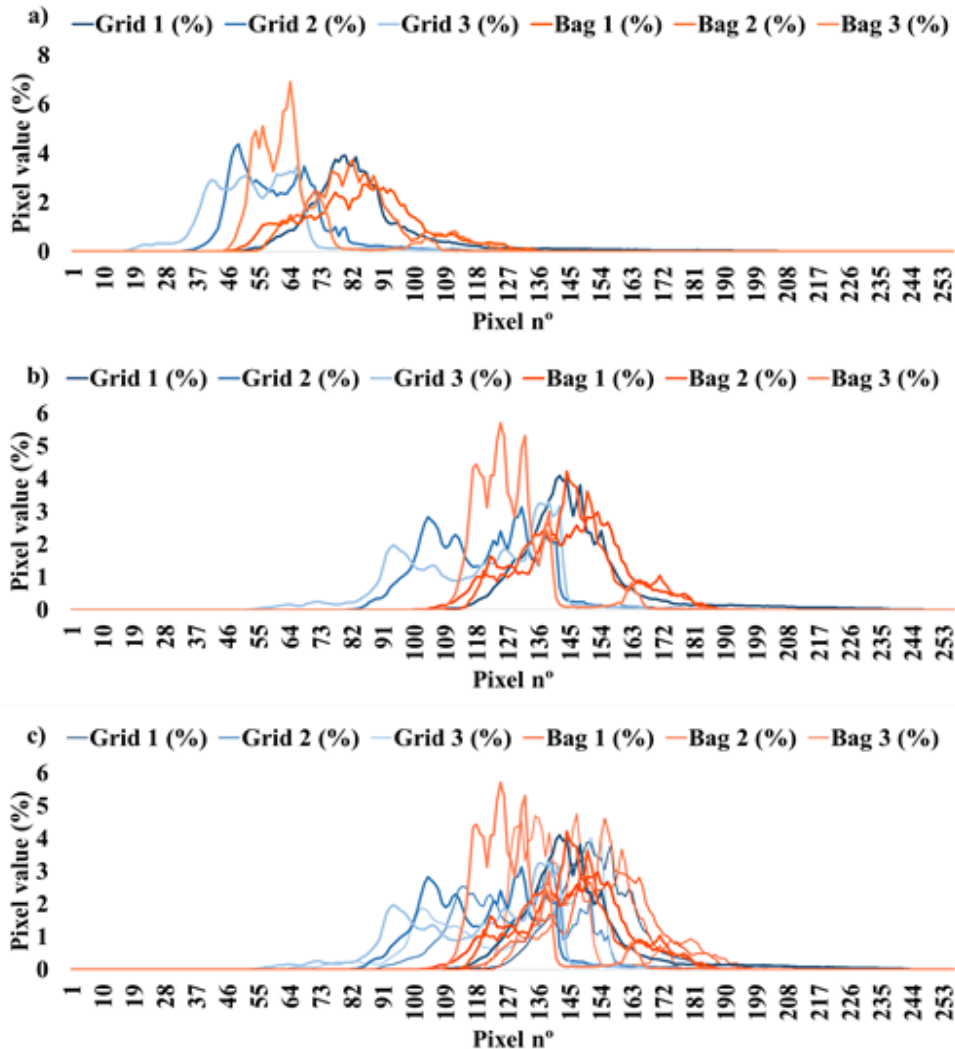 a) Grid 1 (%) Grid 2 (%) Grid 3 (%) Bag 1 (%) Bag 2 (%) Bag 3 (%)
8
6
4
2
0
Pixel value (%)
1 10 19 28 37 46 55 64 73 82 91 100 109 118 127 136 145 154 163 172 181 190 199 208 217 226 235 244 253
Pixel nº
b) Grid 1 (%) Grid 2 (%) Grid 3 (%) Bag 1 (%) Bag 2 (%) Bag 3 (%)
6
5
4
3
2
1
0
Pixel value (%)
1 10 19 28 37 46 55 64 73 82 91 100 109 118 127 136 145 154 163 172 181 190 199 208 217 226 235 244 253
Pixel nº
c) Grid 1 (%) Grid 2 (%) Grid 3 (%) Bag 1 (%) Bag 2 (%) Bag 3 (%)
6
5
4
3
2
1
0
Pixel value (%)
1 10 19 28 37 46 55 64 73 82 91 100 109 118 127 136 145 154 163 172 181 190 199 208 217 226 235 244 253
Pixel nº